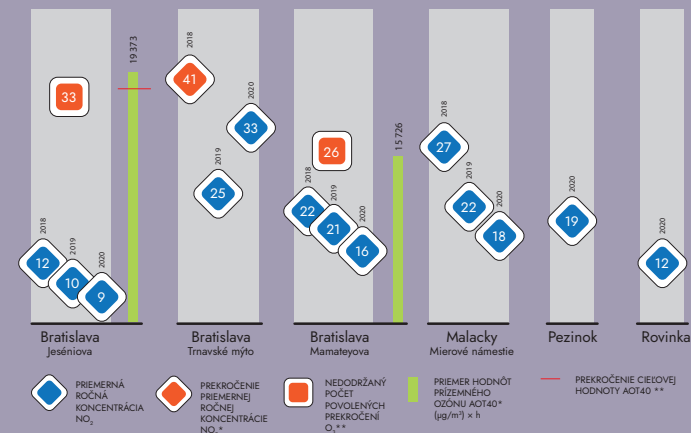 19 373
33
2018
12
2019
10
2020
9
Bratislava
Jeséniova
2018
41
2019
25
2020
33
Bratislava
Trnavské mýto
26
15 726
2018
22
2019
21
2020
16
Bratislava
Mamateyova
2018
27
2019
22
2020
18
Malacky
Mierové námestie
2020
19
Pezinok
2020
12
Rovinka
PRIEMERNÁ
ROČNÁ
KONCENTRÁCIA
NO₂
PREKROČENIE
PRIEMERNEJ
ROČNEJ
KONCENTRÁCIE
NO₂*
NEDODRŽANÝ
POČET
POVOLENÝCH
PREKROČENÍ
O₃**
PRIEMER HODNÔT
PRÍZEMNÉHO
OZÓNU AOT40*
(µg/m³) × h
PREKROČENIE CIEĽOVEJ
HODNOTY AOT40 **